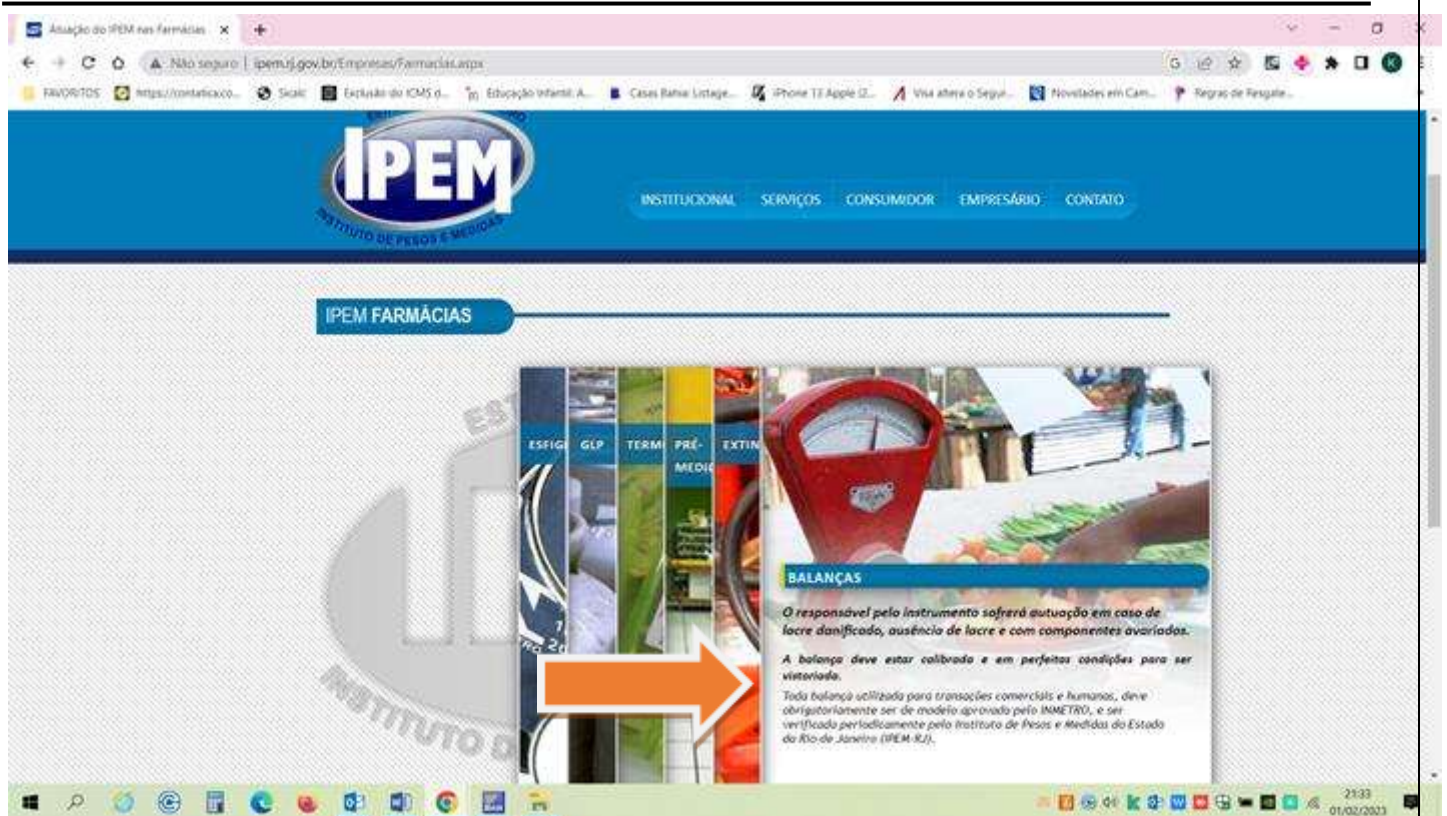 Atuação do IPEM nas Farmácias
Não seguro | ipem.rj.gov.br/Empresas/Farmacias.aspx
FAVORITOS https://contatica.co... Sicalc Exclusão do ICMS d... Educação Infantil: A... Casas Bahia Listage... iPhone 13 Apple (2... Visa altera o Segur... Novidades em Cam... Regras de Resgate...
IPEM
INSTITUTO DE PESOS E MEDIDAS
INSTITUCIONAL SERVIÇOS CONSUMIDOR EMPRESÁRIO CONTATO
IPEM FARMÁCIAS
EST
ESFIG GLP TERM PRÉ- EXTIN
MEDID
BALANÇAS
O responsável pelo instrumento sofrerá autuação em caso de
lacre danificado, ausência de lacre e com componentes avariados.
A balança deve estar calibrada e em perfeitas condições para ser
vistoriada.
Toda balança utilizada para transações comerciais e humanas, deve
obrigatoriamente ser de modelo aprovado pelo INMETRO, e ser
verificada periodicamente pelo Instituto de Pesos e Medidas do Estado
do Rio de Janeiro (IPEM-RJ).
INSTITUTO D
21:33
01/02/2023